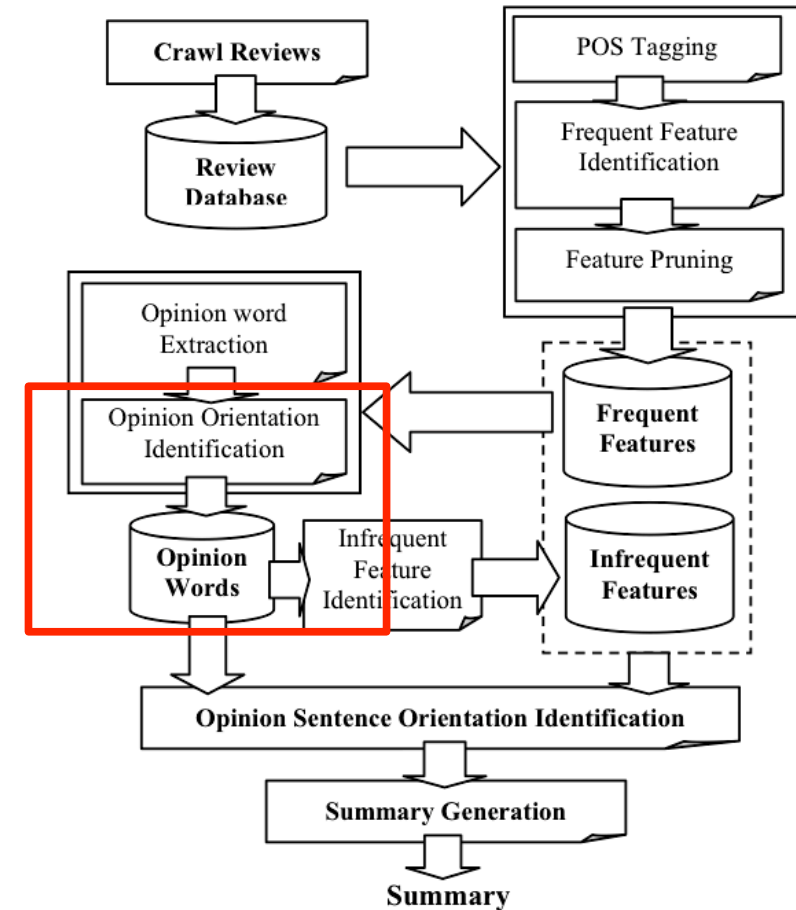 Crawl Reviews
Review
Database
POS Tagging
Frequent Feature
Identification
Feature Pruning
Opinion word
Extraction
Opinion Orientation
Identification
Frequent
Features
Opinion
Words
Infrequent
Feature
Identification
Infrequent
Features
Opinion Sentence Orientation Identification
Summary Generation
Summary